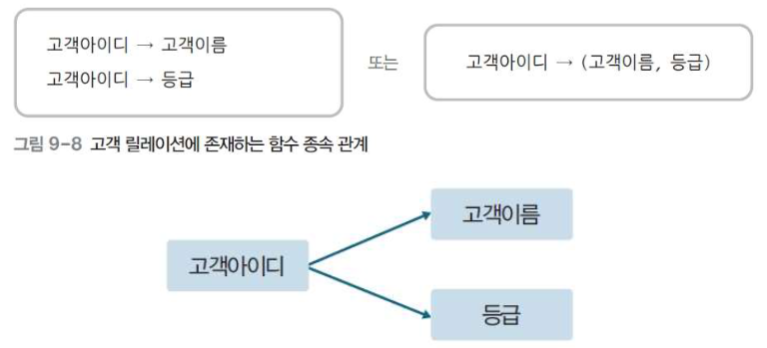 고객아이디 → 고객이름
고객아이디 → 등급
또는
고객아이디 → (고객이름, 등급)
그림 9-8 고객 릴레이션에 존재하는 함수 종속 관계
고객이름
고객아이디
등급